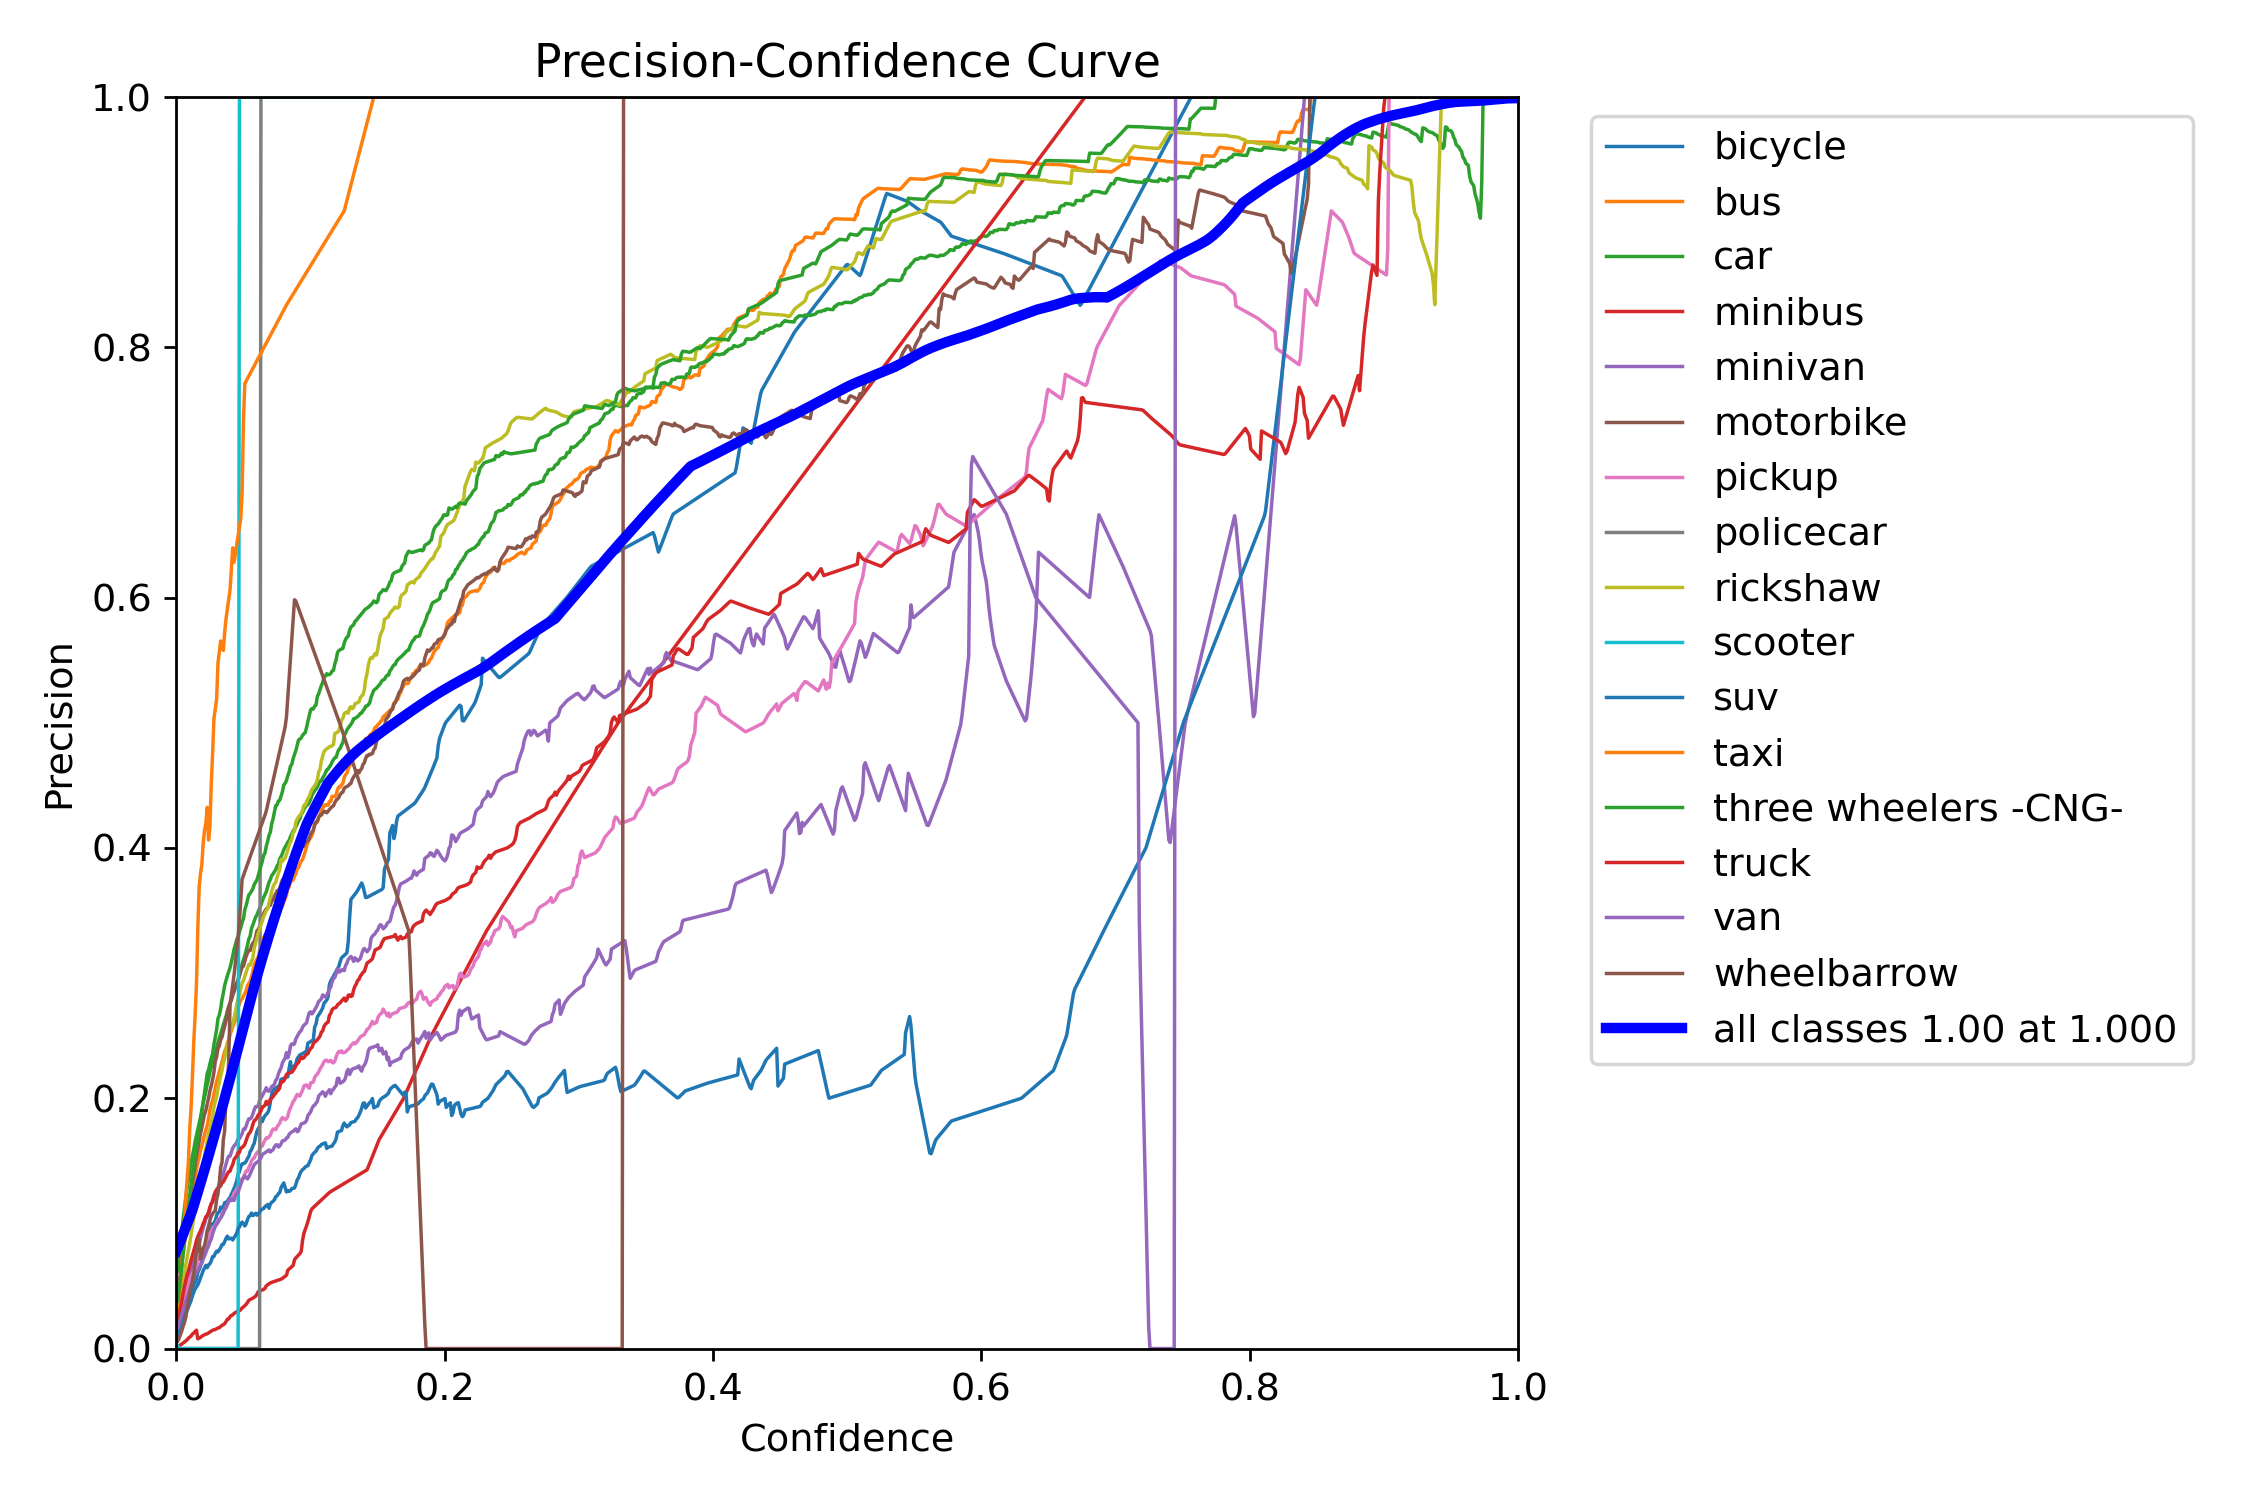 Precision-Confidence Curve
1.0
0.8
0.6
0.4
0.2
0.0
Precision
0.0 0.2 0.4 0.6 0.8 1.0
Confidence
bicycle
bus
car
minibus
minivan
motorbike
pickup
policecar
rickshaw
scooter
suv
taxi
three wheelers -CNG-
truck
van
wheelbarrow
all classes 1.00 at 1.000